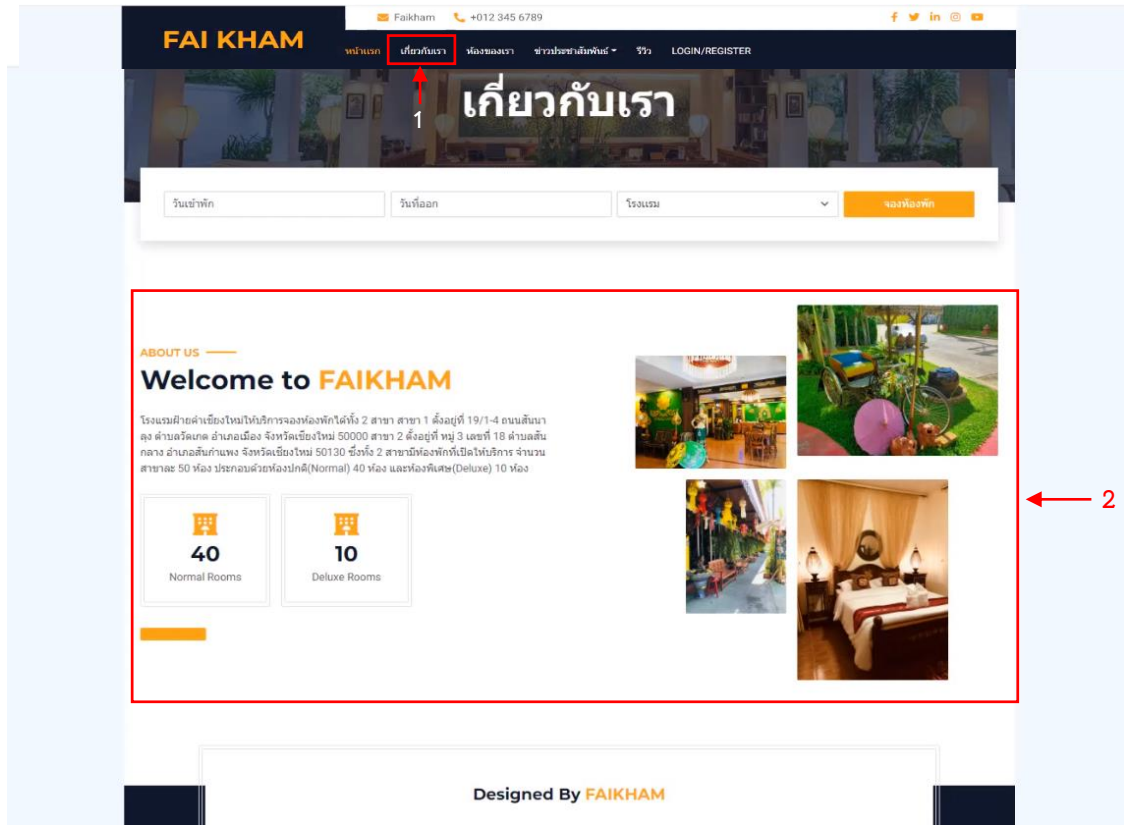 Faikham +012 345 6789
FAI KHAM
หน้าแรก เกี่ยวกับเรา ห้องของเรา ข่าวประชาสัมพันธ์ รีวิว LOGIN/REGISTER
1
เกี่ยวกับเรา
วันเข้าพัก วันที่ออก โรงแรม จองห้องพัก
ABOUT US
Welcome to FAIKHAM
โรงแรมฝ้ายคำเชียงใหม่ให้บริการจองห้องพักได้ทั้ง 2 สาขา สาขา 1 ตั้งอยู่ที่ 19/1-4 ถนนสันนา
ลุง ตำบลวัดเกต อำเภอเมือง จังหวัดเชียงใหม่ 50000 สาขา 2 ตั้งอยู่ที่ หมู่ 3 เลขที่ 18 ตำบลสัน
กลาง อำเภอสันกำแพง จังหวัดเชียงใหม่ 50130 ซึ่งทั้ง 2 สาขามีห้องพักที่เปิดให้บริการ จำนวน
สาขาละ 50 ห้อง ประกอบด้วยห้องปกติ(Normal) 40 ห้อง และห้องพิเศษ(Deluxe) 10 ห้อง
2
40 10
Normal Rooms Deluxe Rooms
Designed By FAIKHAM